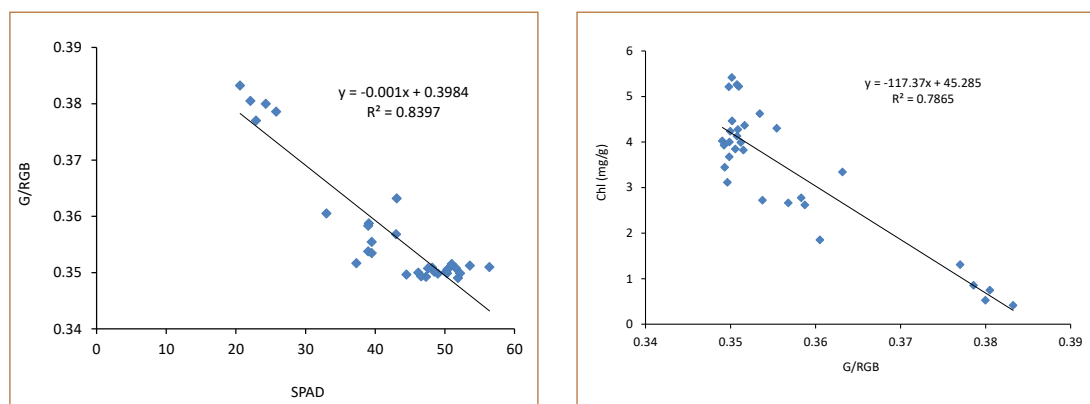 0.39
0.38
0.37
0.36
0.35
0.34
G/RGB
y = -0.001x + 0.3984
R² = 0.8397
0 10 20 30 40 50 60
SPAD
6
5
4
3
2
1
0
Chl (mg/g)
y = -117.37x + 45.285
R² = 0.7865
0.34 0.35 0.36 0.37 0.38 0.39
G/RGB